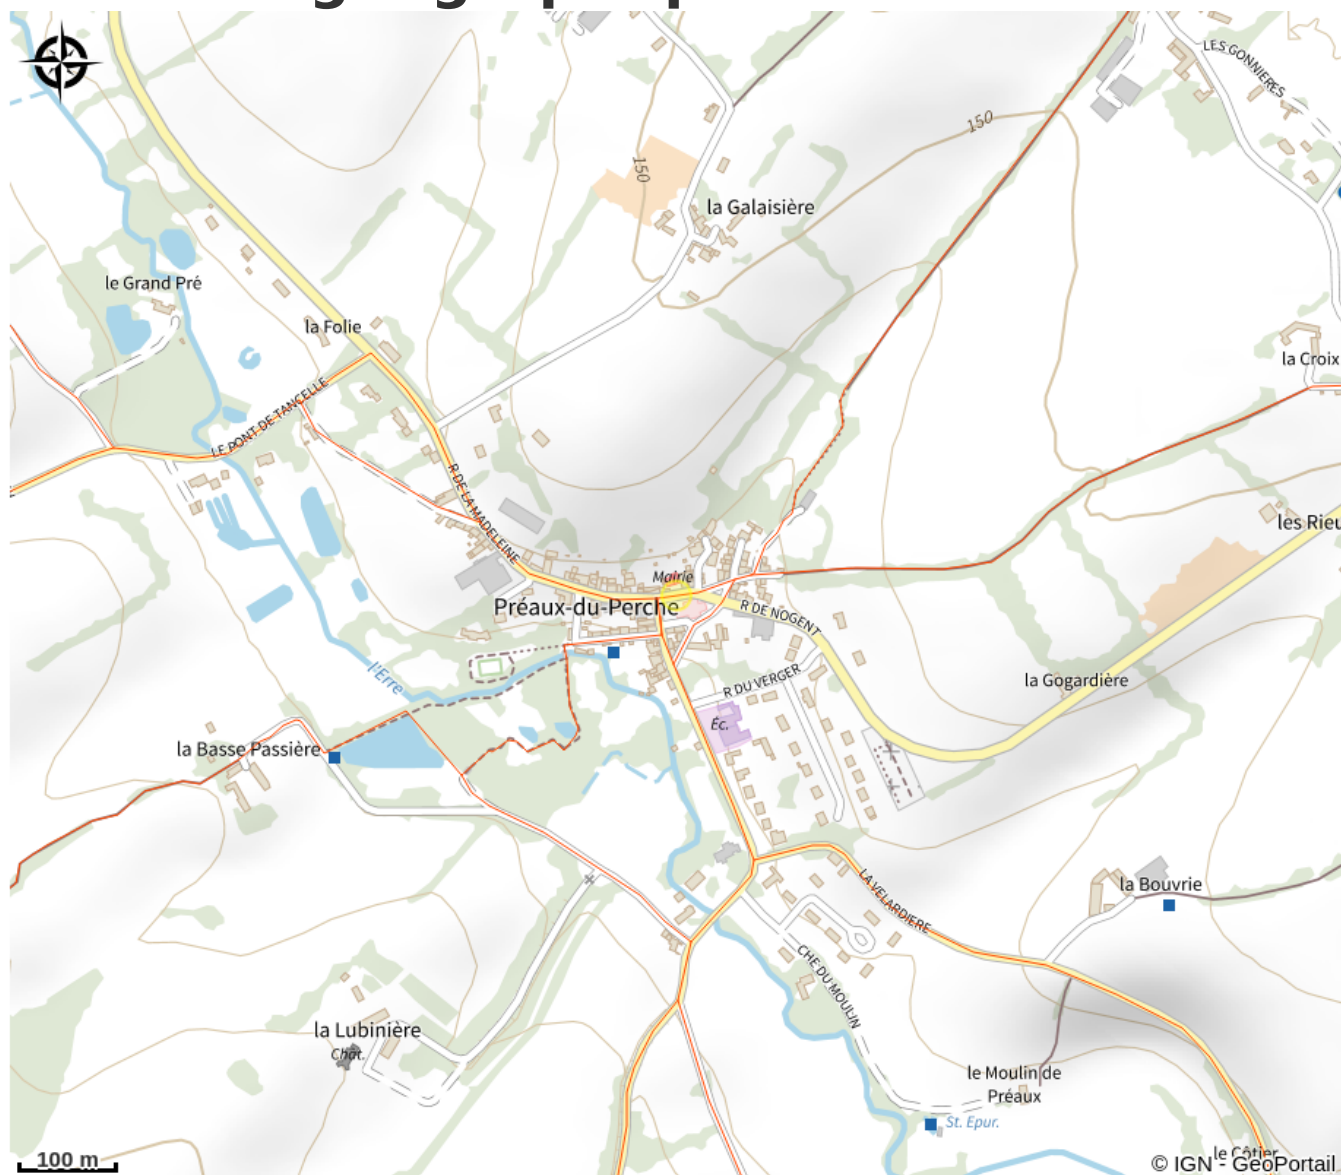 LES GONNIERES
150
150
la Galaisière
le Grand Pré
la Folie
la Croix
LE PONT DE TANCELLE
R DE LA MADELEINE
les Rieu
Mairie
Préaux-du-Perche
R DE NOGENT
l'Erre
R DU VERGER
la Gogardière
Éc.
la Basse Passière
LA VELARDIERE
la Bouvrie
CHE DU MOULIN
la Lubinière
Chât.
le Moulin de
Préaux
St. Epur.
le Côtier
100 m
© IGN - GéoPortail